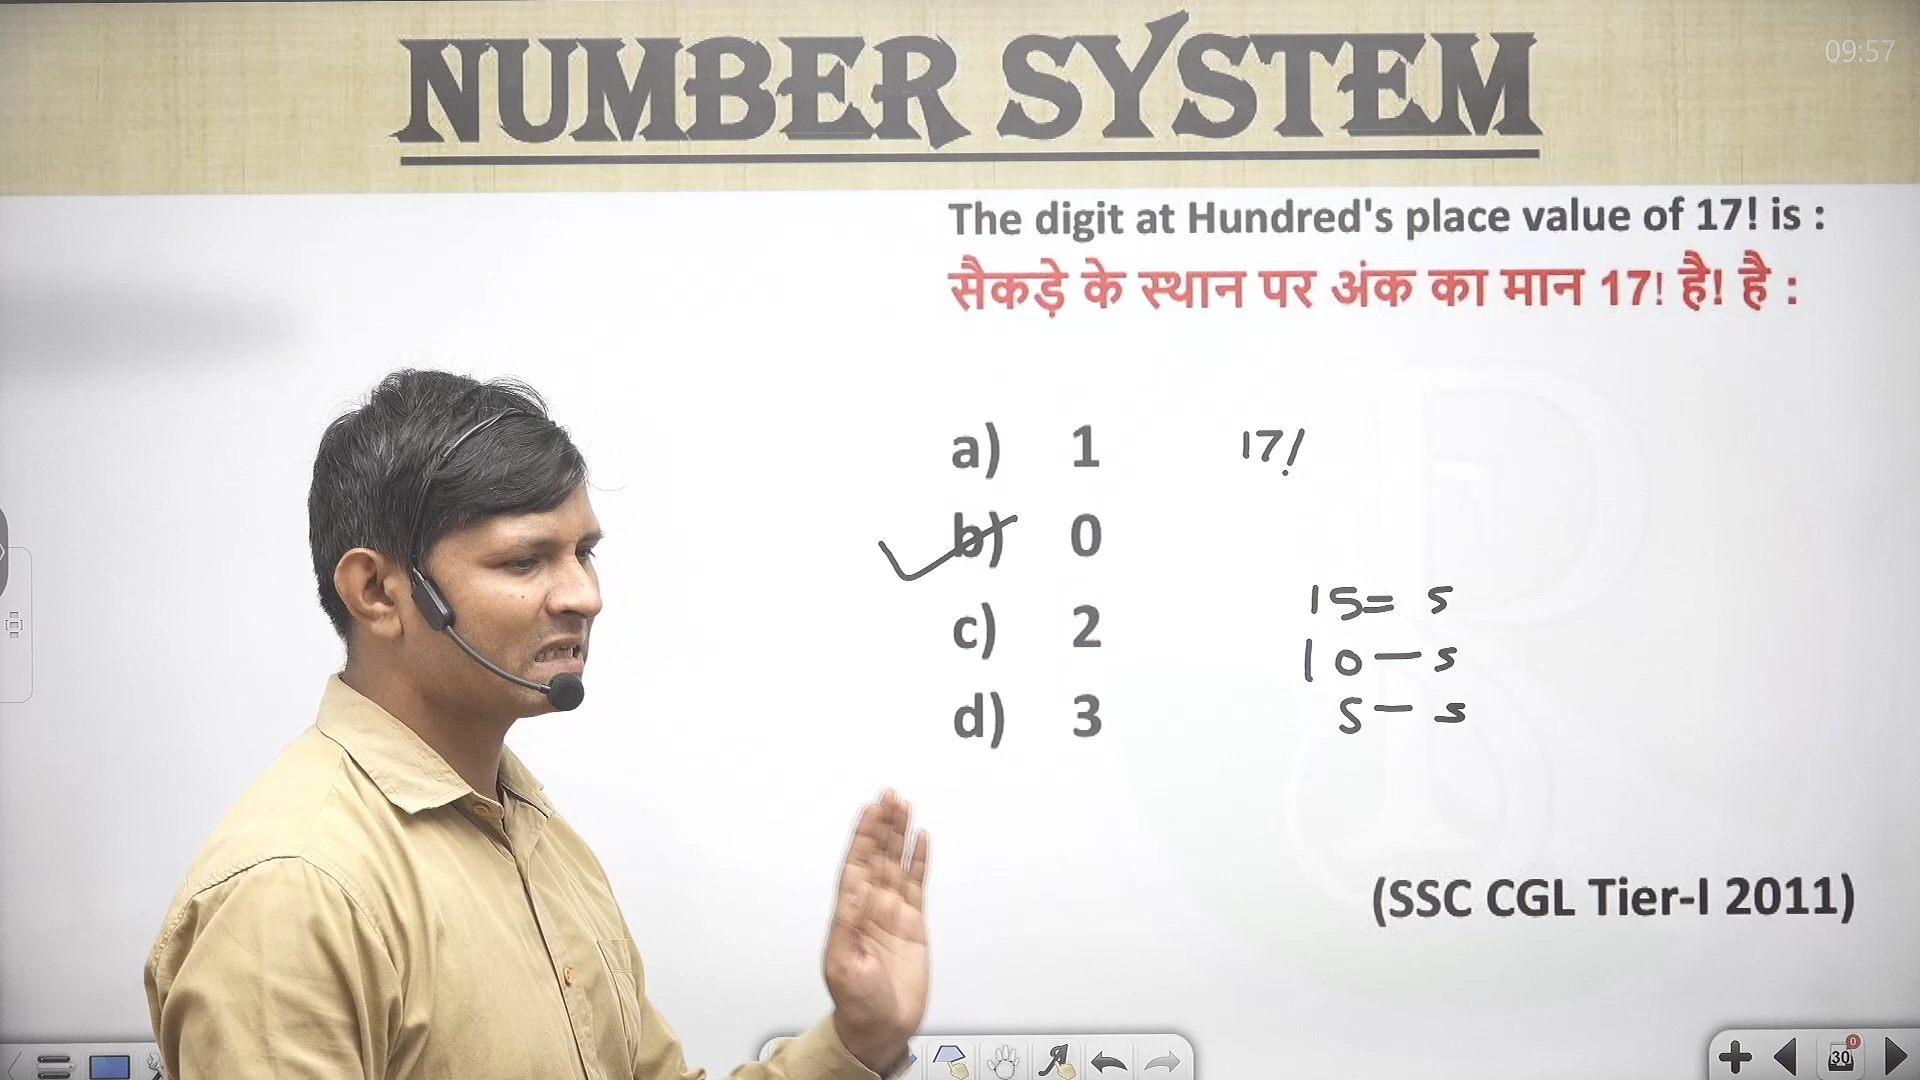 NUMBER SYSTEM
09:57
The digit at Hundred's place value of 17! is :
सैकड़े के स्थान पर अंक का मान 17! है! है :
a) 1
17!
b) 0
c) 2
d) 3
15= 5
10— 5
5— 5
(SSC CGL Tier-I 2011)
30
0